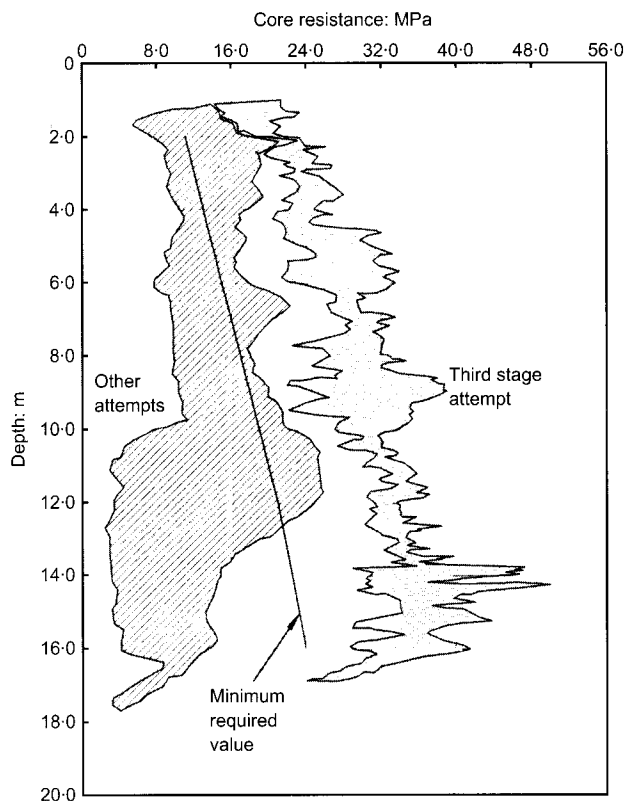 Core resistance: MPa
0 8·0 16·0 24·0 32·0 40·0 48·0 56·0
0
2·0
4·0
6·0
8·0
10·0
12·0
14·0
16·0
18·0
20·0
Depth: m
Other
attempts
Third stage
attempt
Minimum
required
value